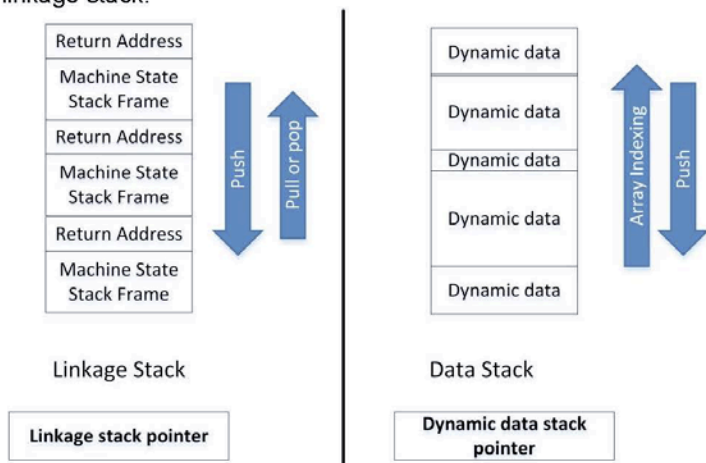 linkage stack.
Return Address
Machine State
Stack Frame
Return Address
Machine State
Stack Frame
Return Address
Machine State
Stack Frame
Push
Pull or pop
Linkage Stack
Linkage stack pointer
Dynamic data
Dynamic data
Dynamic data
Dynamic data
Dynamic data
Array Indexing
Push
Data Stack
Dynamic data stack
pointer